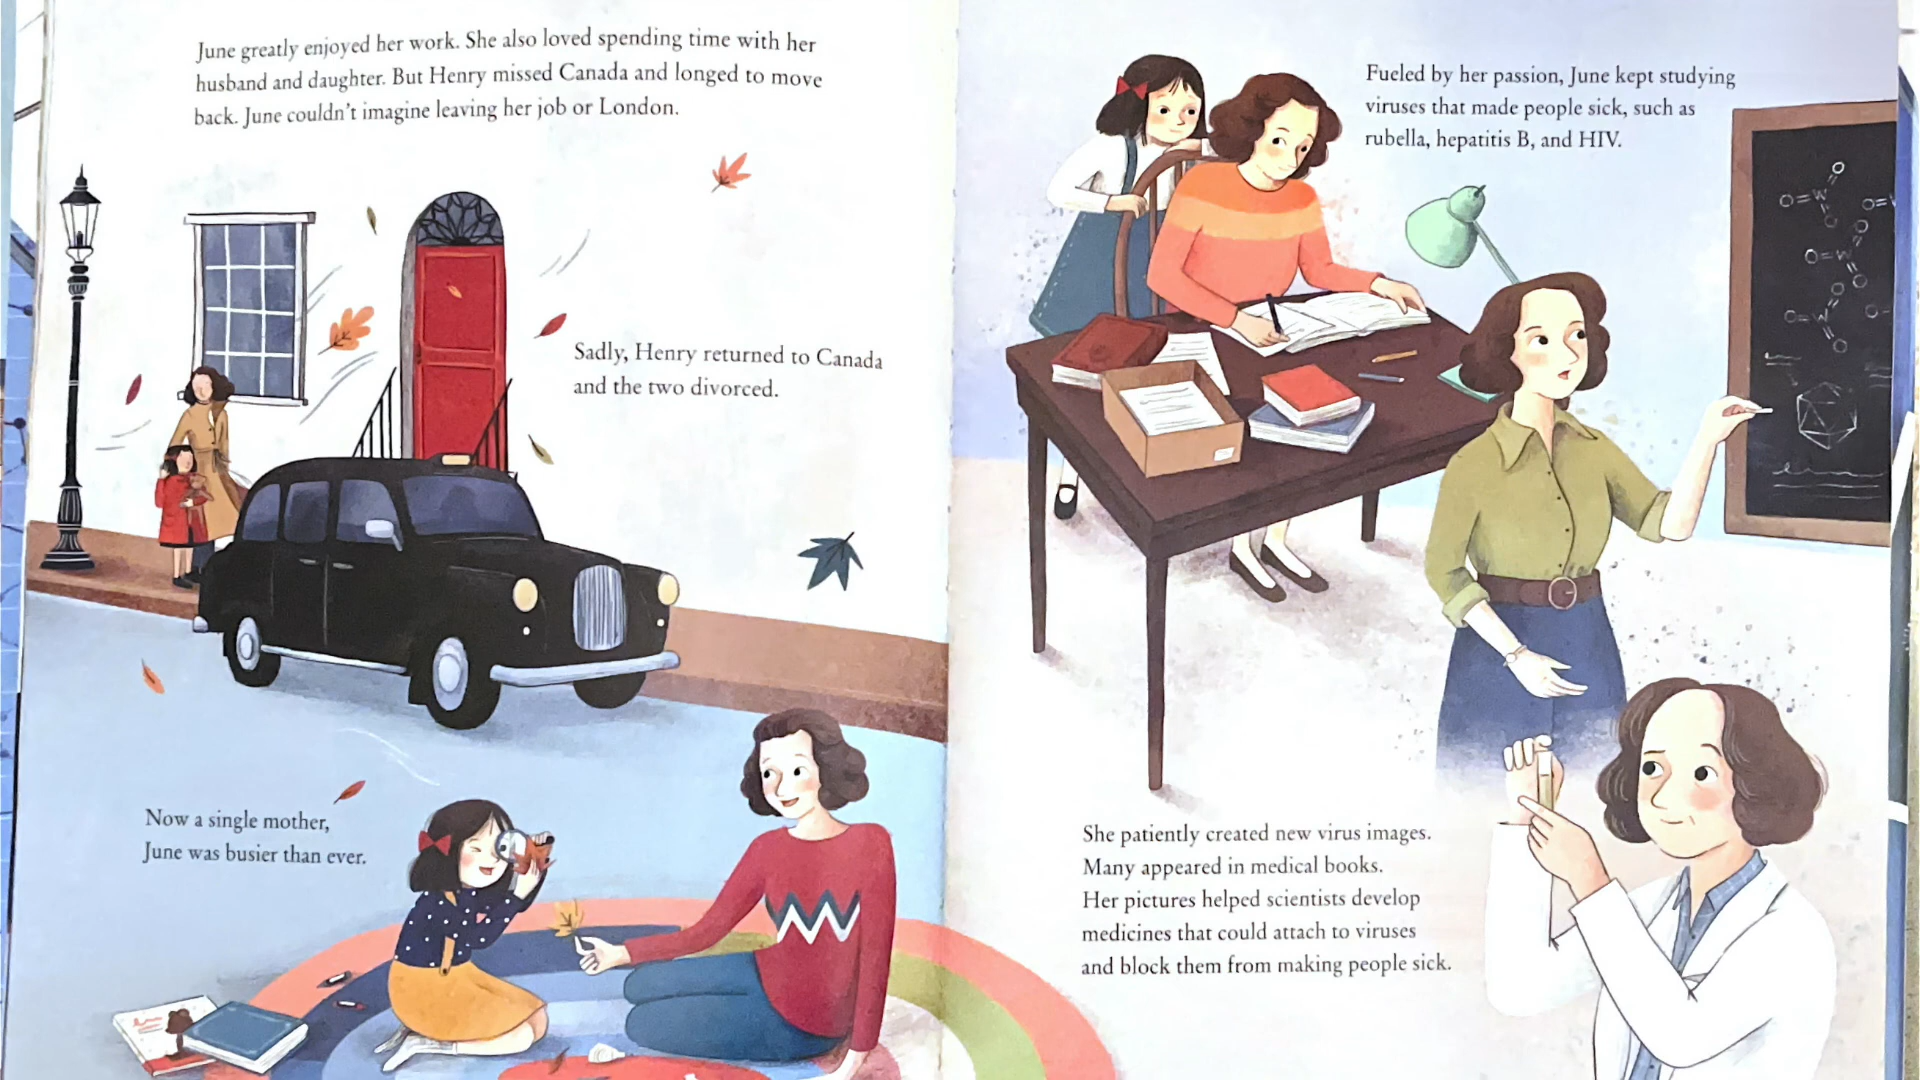 June greatly enjoyed her work. She also loved spending time with her
husband and daughter. But Henry missed Canada and longed to move
back. June couldn't imagine leaving her job or London.
Sadly, Henry returned to Canada
and the two divorced.
Now a single mother,
June was busier than ever.
Fueled by her passion, June kept studying
viruses that made people sick, such as
rubella, hepatitis B, and HIV.
She patiently created new virus images.
Many appeared in medical books.
Her pictures helped scientists develop
medicines that could attach to viruses
and block them from making people sick.